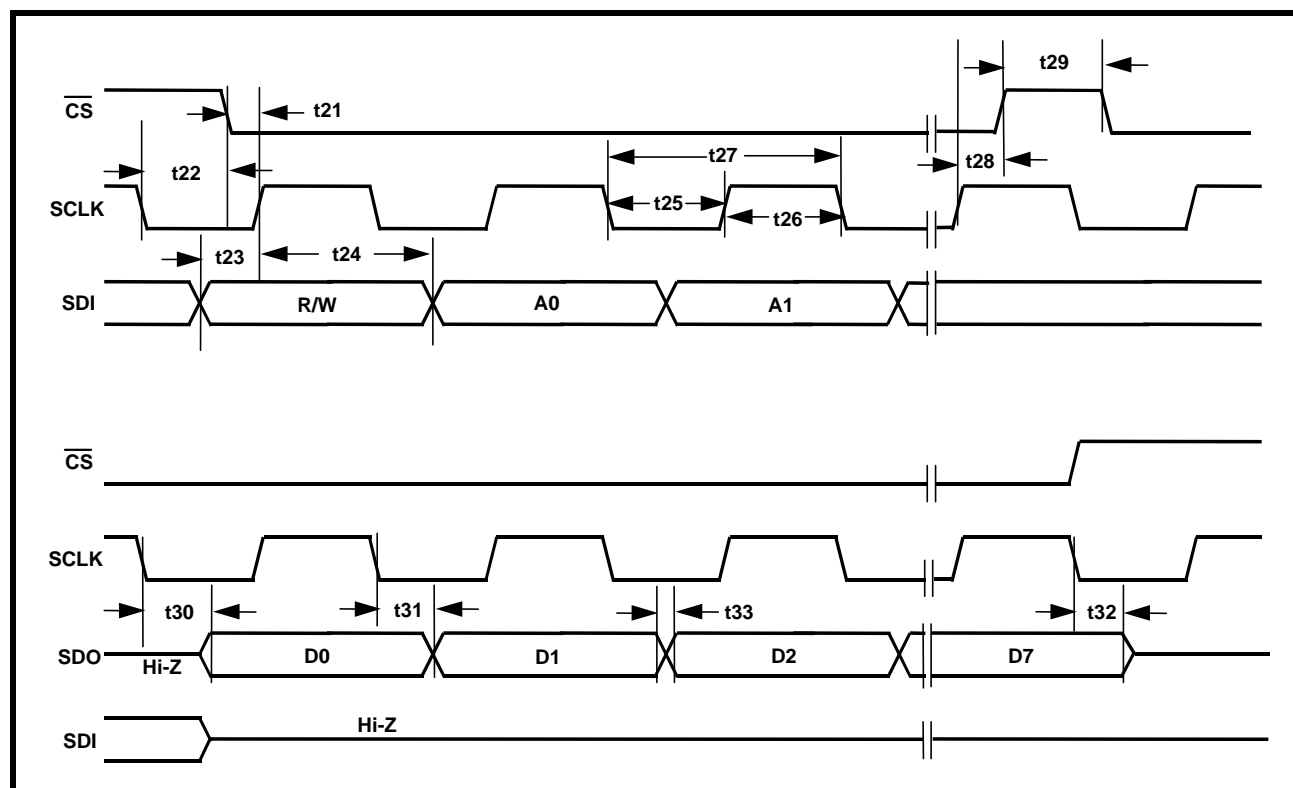 t29
CS
t21
t27
t28
t22
SCLK
t25
t26
t23
t24
SDI
R/W
A0
A1
CS
SCLK
t30
t31
t33
t32
SDO
Hi-Z
D0
D1
D2
D7
SDI
Hi-Z